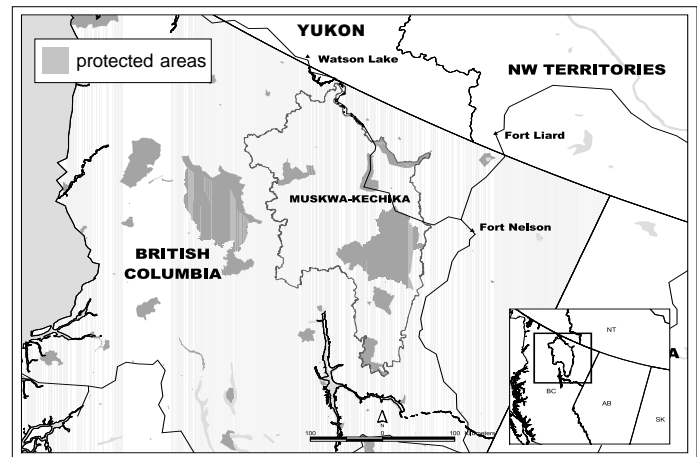 YUKON
protected areas
Watson Lake
NW TERRITORIES
Fort Liard
MUSKWA-KECHIKA
Fort Nelson
BRITISH
COLUMBIA
NT
A
BC
AB
SK
N
100 0 100 Kilometers